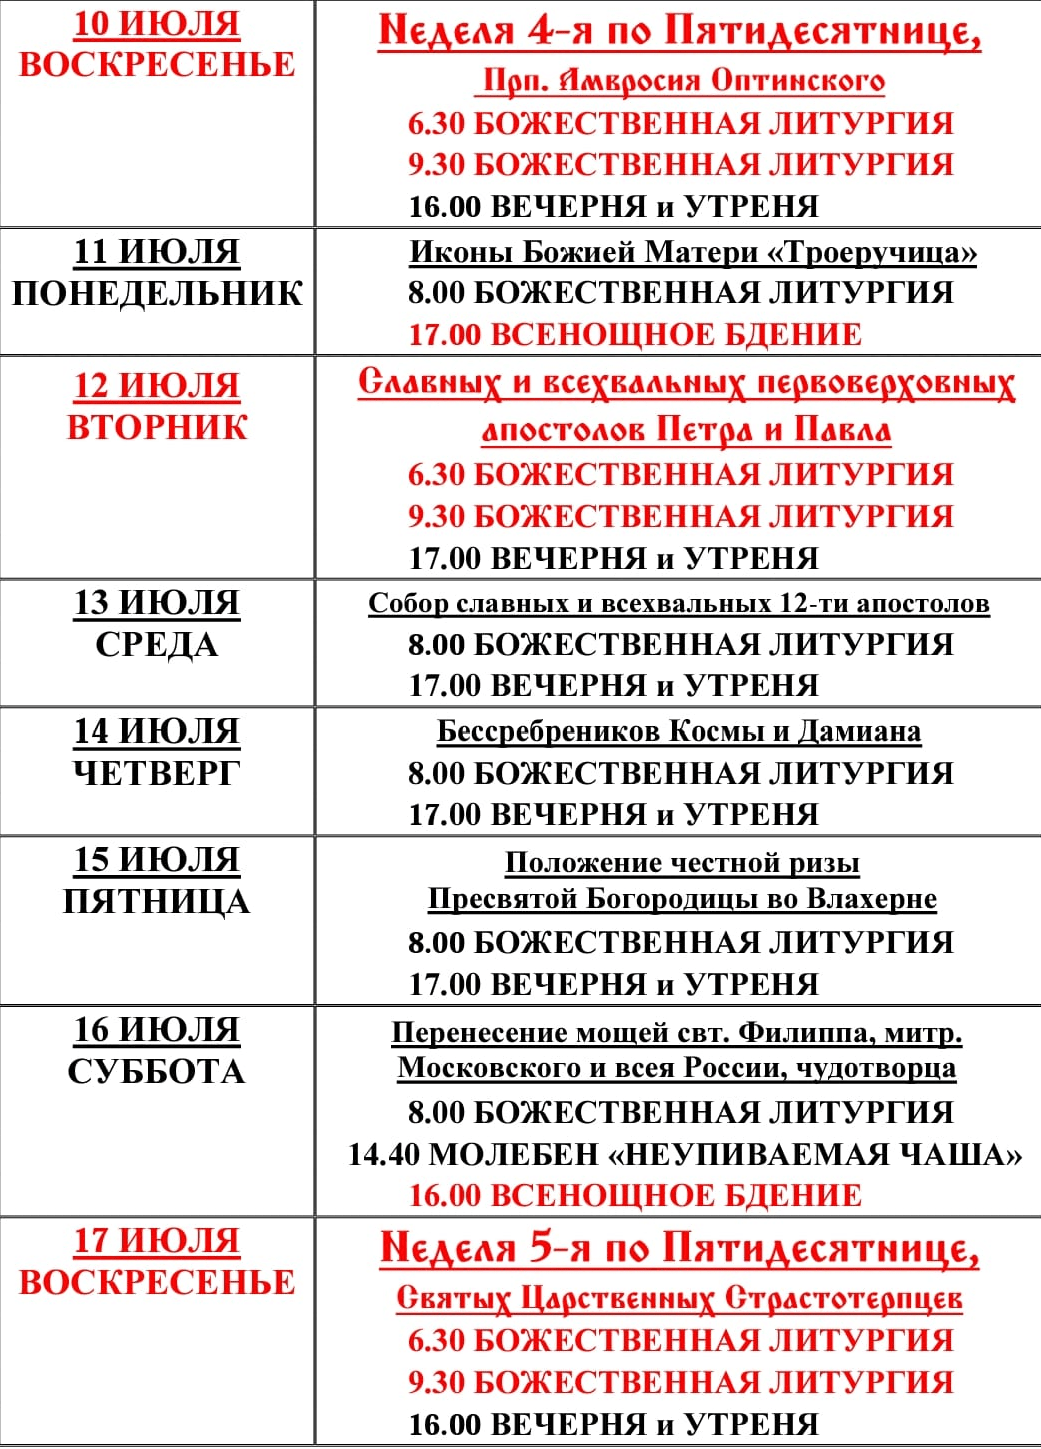 10 ИЮЛЯ
ВОСКРЕСЕНЬЕ
Неделя 4-я по Пятидесятнице,
Прп. Амвросия Оптинского
6.30 БОЖЕСТВЕННАЯ ЛИТУРГИЯ
9.30 БОЖЕСТВЕННАЯ ЛИТУРГИЯ
16.00 ВЕЧЕРНЯ и УТРЕНЯ
11 ИЮЛЯ
ПОНЕДЕЛЬНИК
Иконы Божией Матери «Троеручица»
8.00 БОЖЕСТВЕННАЯ ЛИТУРГИЯ
17.00 ВСЕНОЩНОЕ БДЕНИЕ
12 ИЮЛЯ
ВТОРНИК
Славных и всехвальных первоверховных
апостолов Петра и Павла
6.30 БОЖЕСТВЕННАЯ ЛИТУРГИЯ
9.30 БОЖЕСТВЕННАЯ ЛИТУРГИЯ
17.00 ВЕЧЕРНЯ и УТРЕНЯ
13 ИЮЛЯ
СРЕДА
Собор славных и всехвальных 12-ти апостолов
8.00 БОЖЕСТВЕННАЯ ЛИТУРГИЯ
17.00 ВЕЧЕРНЯ и УТРЕНЯ
14 ИЮЛЯ
ЧЕТВЕРГ
Бессребреников Космы и Дамиана
8.00 БОЖЕСТВЕННАЯ ЛИТУРГИЯ
17.00 ВЕЧЕРНЯ и УТРЕНЯ
15 ИЮЛЯ
ПЯТНИЦА
Положение честной ризы
Пресвятой Богородицы во Влахерне
8.00 БОЖЕСТВЕННАЯ ЛИТУРГИЯ
17.00 ВЕЧЕРНЯ и УТРЕНЯ
16 ИЮЛЯ
СУББОТА
Перенесение мощей свт. Филиппа, митр.
Московского и всея России, чудотворца
8.00 БОЖЕСТВЕННАЯ ЛИТУРГИЯ
14.40 МОЛЕБЕН «НЕУПИВАЕМАЯ ЧАША»
16.00 ВСЕНОЩНОЕ БДЕНИЕ
17 ИЮЛЯ
ВОСКРЕСЕНЬЕ
Неделя 5-я по Пятидесятнице,
Святых Царственных Страстотерпцев
6.30 БОЖЕСТВЕННАЯ ЛИТУРГИЯ
9.30 БОЖЕСТВЕННАЯ ЛИТУРГИЯ
16.00 ВЕЧЕРНЯ и УТРЕНЯ